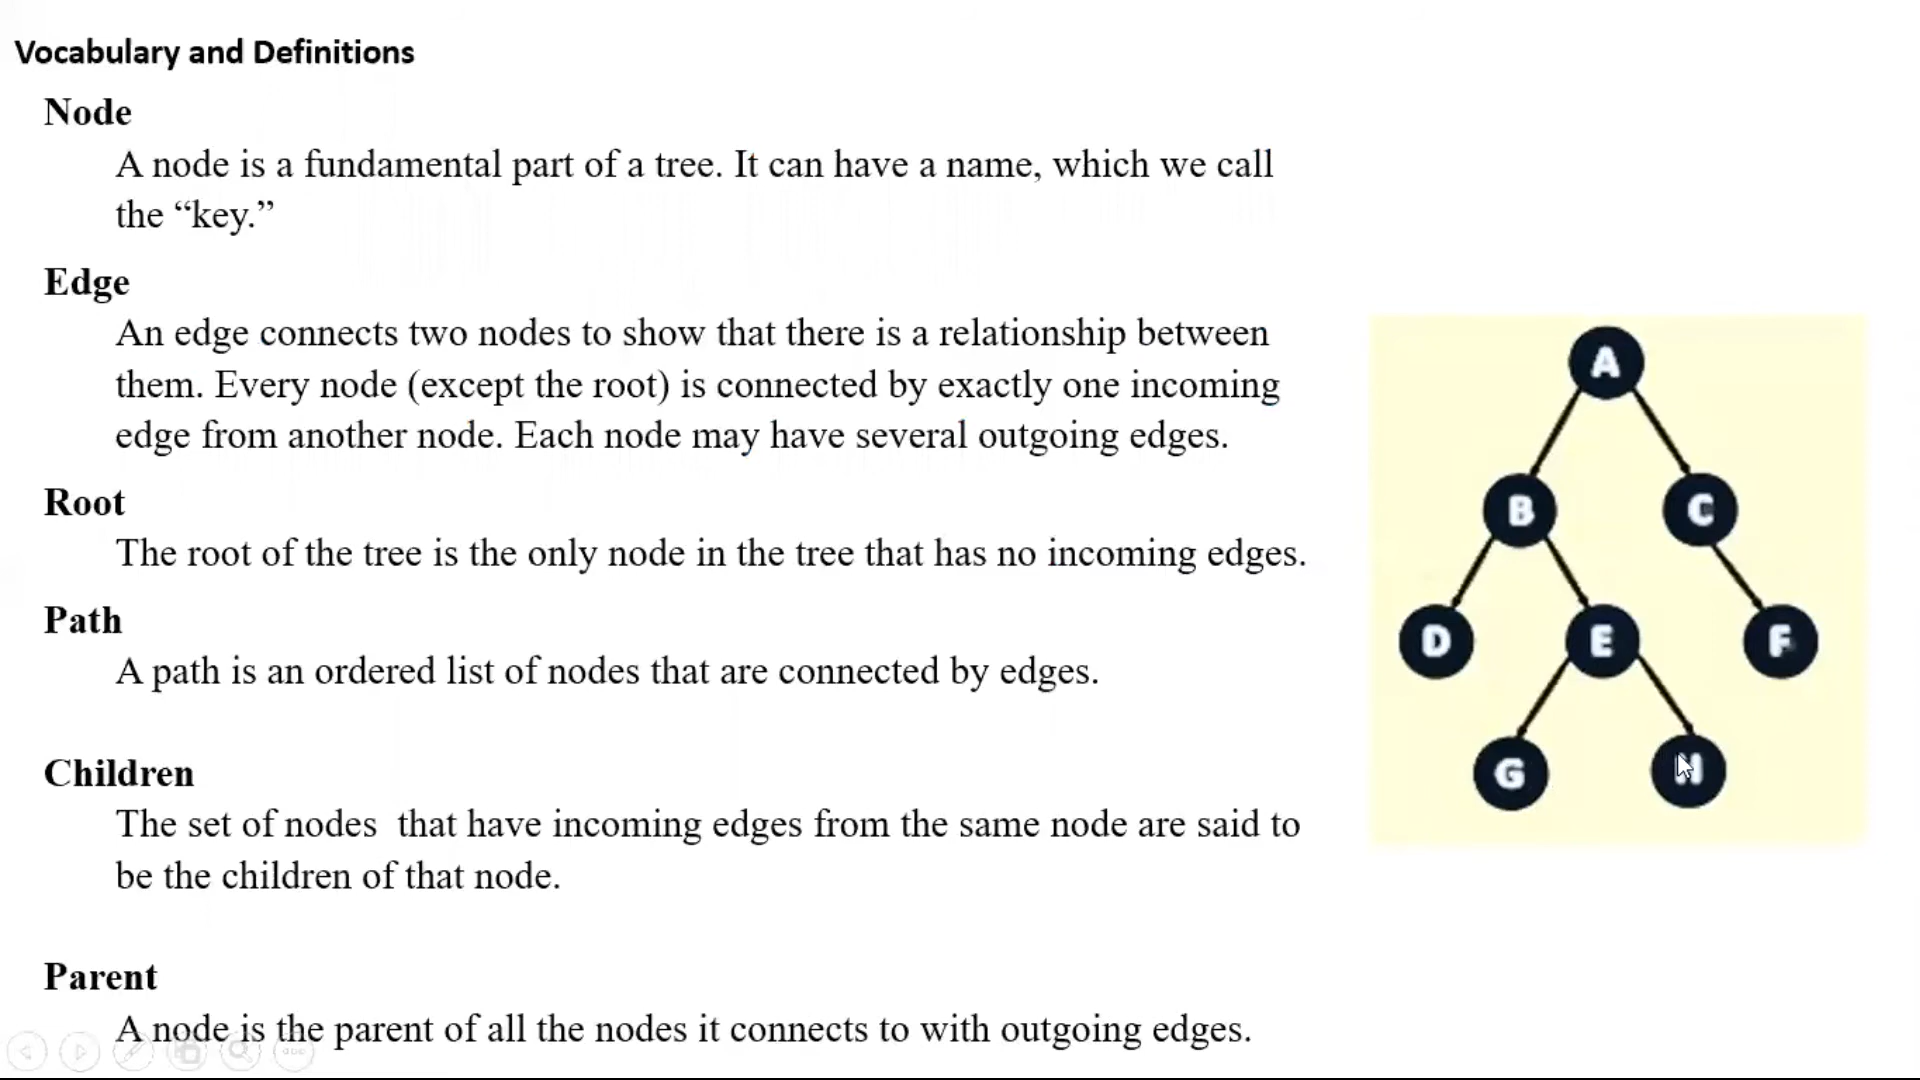 Vocabulary and Definitions
Node
A node is a fundamental part of a tree. It can have a name, which we call
the “key.”
Edge
An edge connects two nodes to show that there is a relationship between
them. Every node (except the root) is connected by exactly one incoming
edge from another node. Each node may have several outgoing edges.
Root
The root of the tree is the only node in the tree that has no incoming edges.
Path
A path is an ordered list of nodes that are connected by edges.
Children
The set of nodes  that have incoming edges from the same node are said to
be the children of that node.
Parent
A node is the parent of all the nodes it connects to with outgoing edges.
A
B C
D E F
G H